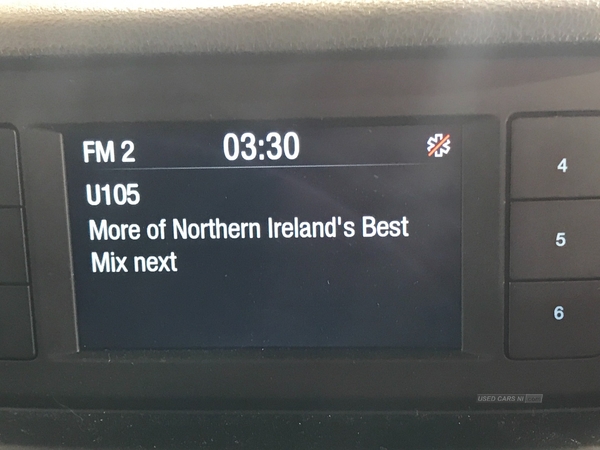 FM 2 03:30
U105
More of Northern Ireland's Best
Mix next
4
5
6
USED CARS NI